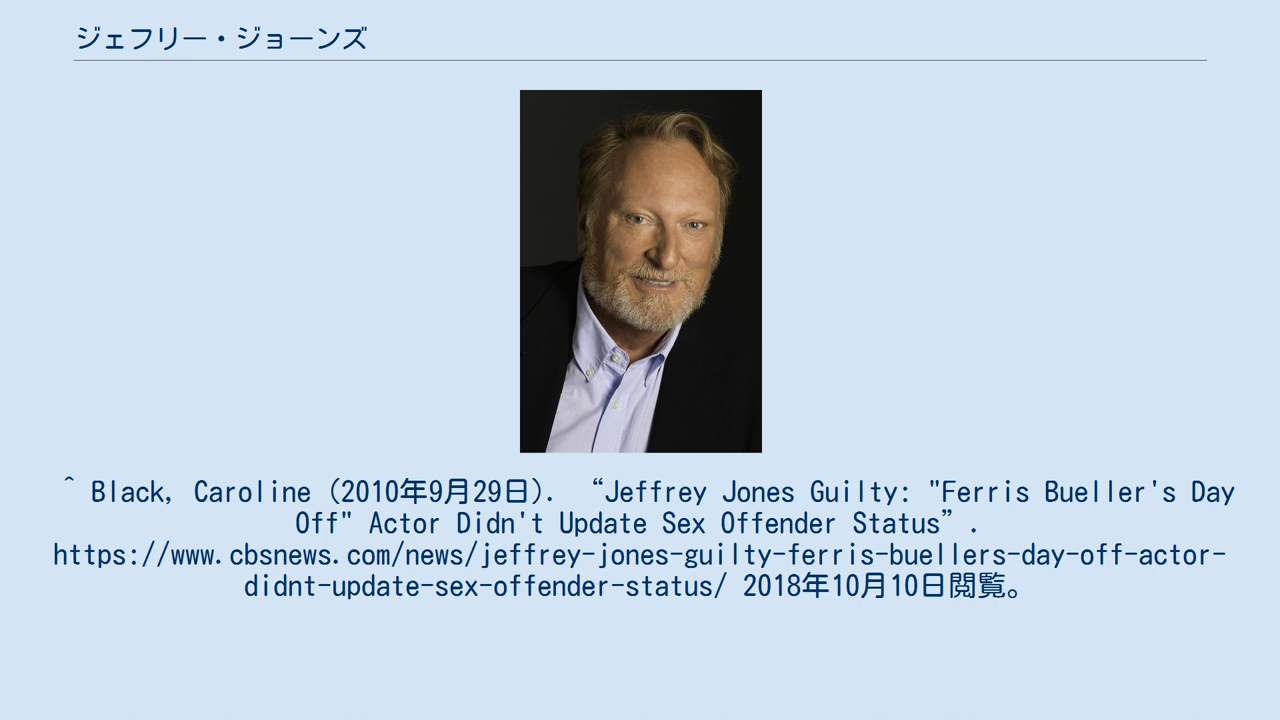 ジェフリー・ジョーンズ
^ Black, Caroline (2010年9月29日). “Jeffrey Jones Guilty: "Ferris Bueller's Day
Off" Actor Didn't Update Sex Offender Status”.
https://www.cbsnews.com/news/jeffrey-jones-guilty-ferris-buellers-day-off-actor-
didnt-update-sex-offender-status/ 2018年10月10日閲覧。